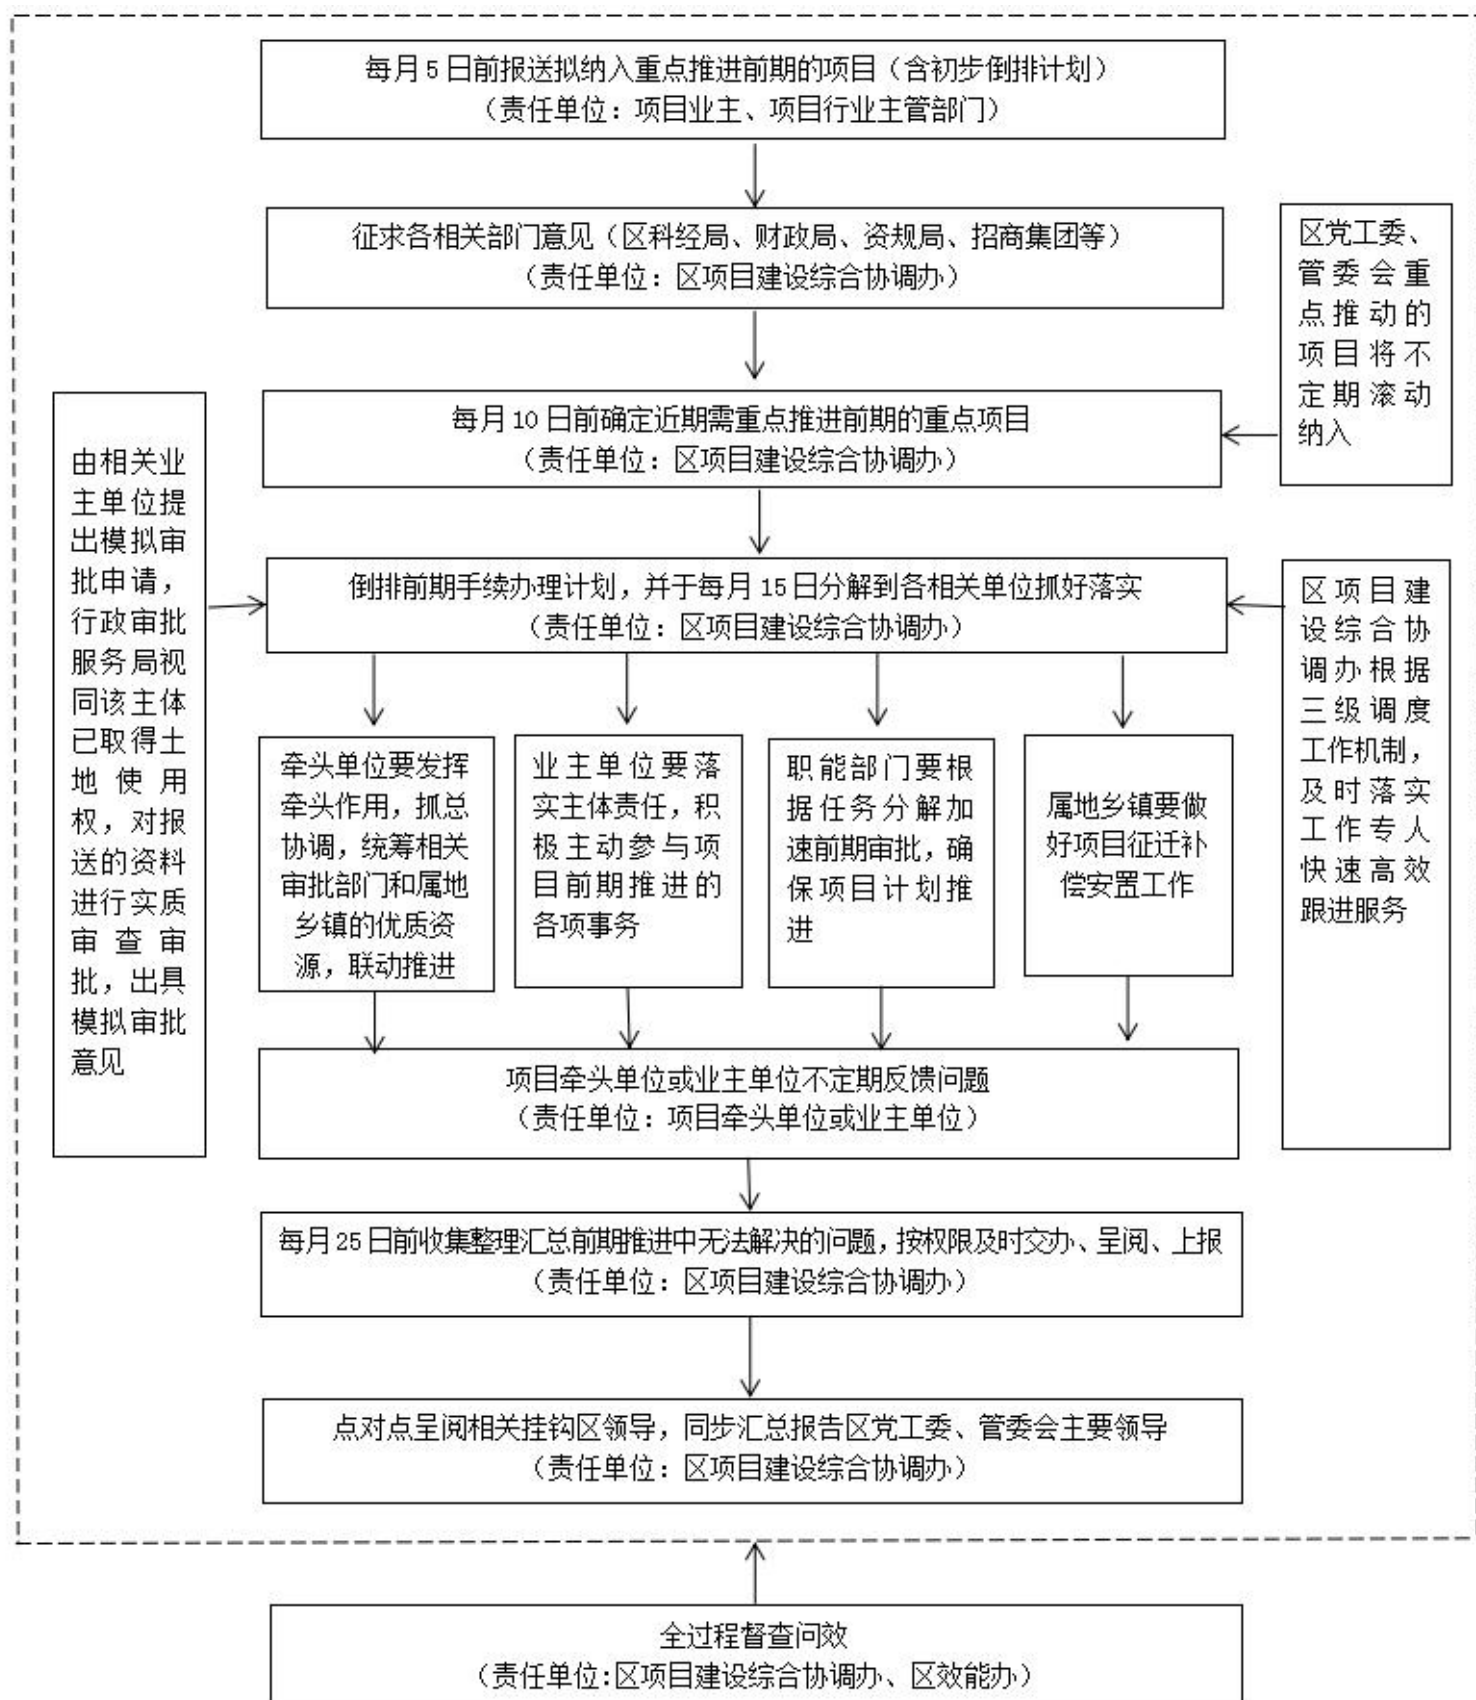 每月5日前报送拟纳入重点推进前期的项目（含初步倒排计划）
（责任单位：项目业主、项目行业主管部门）
征求各相关部门意见（区科经局、财政局、资规局、招商集团等）
（责任单位：区项目建设综合协调办）
区党工委、
管委会重
点推动的
项目将不
定期滚动
纳入
每月10日前确定近期需重点推进前期的重点项目
（责任单位：区项目建设综合协调办）
由相关业
主单位提
出模拟审
批申请，
行政审批
服务局视
同该主体
已取得土
地使用
权，对报
送的资料
进行实质
审查审
批，出具
模拟审批
意见
倒排前期手续办理计划，并于每月15日分解到各相关单位抓好落实
（责任单位：区项目建设综合协调办）
区项目建
设综合协
调办根据
三级调度
工作机制，
及时落实
工作专人
快速高效
跟进服务
牵头单位要发挥
牵头作用，抓总
协调，统筹相关
审批部门和属地
乡镇的优质资
源，联动推进
业主单位要落
实主体责任，积
极主动参与项
目前期推进的
各项事务
职能部门要根
据任务分解加
速前期审批，确
保项目计划推
进
属地乡镇要做
好项目征迁补
偿安置工作
项目牵头单位或业主单位不定期反馈问题
（责任单位：项目牵头单位或业主单位）
每月25日前收集整理汇总前期推进中无法解决的问题，按权限及时交办、呈阅、上报
（责任单位：区项目建设综合协调办）
点对点呈阅相关挂钩区领导，同步汇总报告区党工委、管委会主要领导
（责任单位：区项目建设综合协调办）
全过程督查问效
（责任单位:区项目建设综合协调办、区效能办）